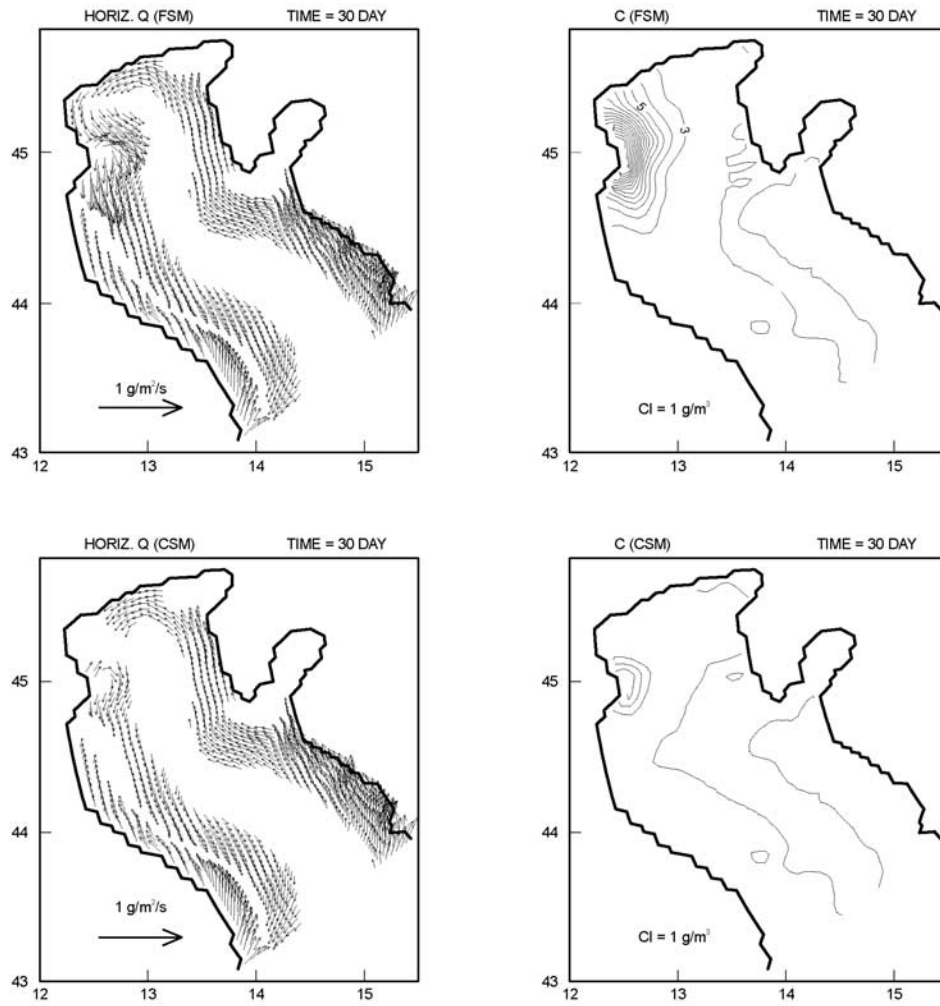 HORIZ. Q (FSM) TIME = 30 DAY
45
44
43
1 g/m²/s
12 13 14 15
C (FSM) TIME = 30 DAY
5
3
45
44
43
CI = 1 g/m³
12 13 14 15
HORIZ. Q (CSM) TIME = 30 DAY
45
44
43
1 g/m²/s
12 13 14 15
C (CSM) TIME = 30 DAY
45
44
43
CI = 1 g/m³
12 13 14 15